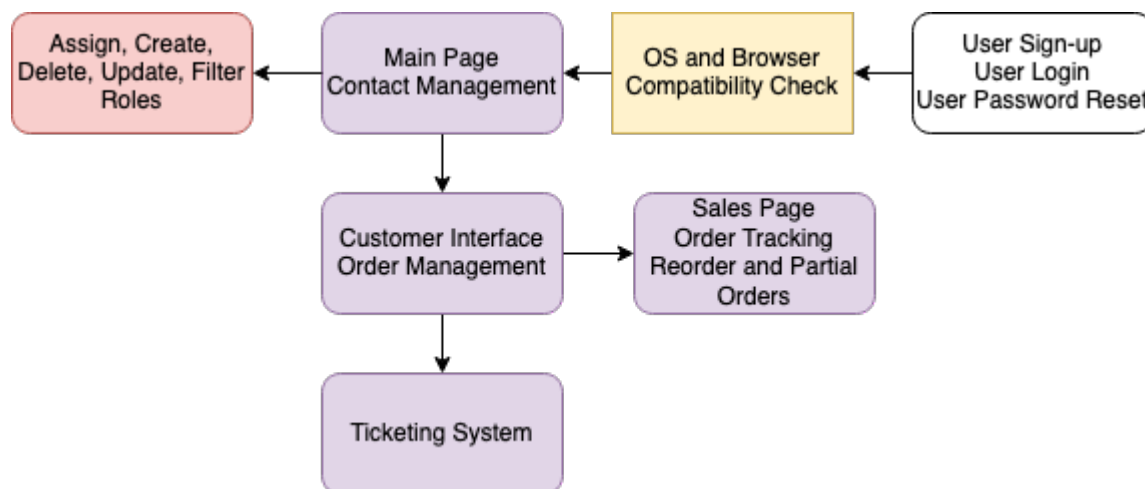 Assign, Create,
Delete, Update, Filter
Roles
Main Page
Contact Management
OS and Browser
Compatibility Check
User Sign-up
User Login
User Password Reset
Customer Interface
Order Management
Sales Page
Order Tracking
Reorder and Partial
Orders
Ticketing System